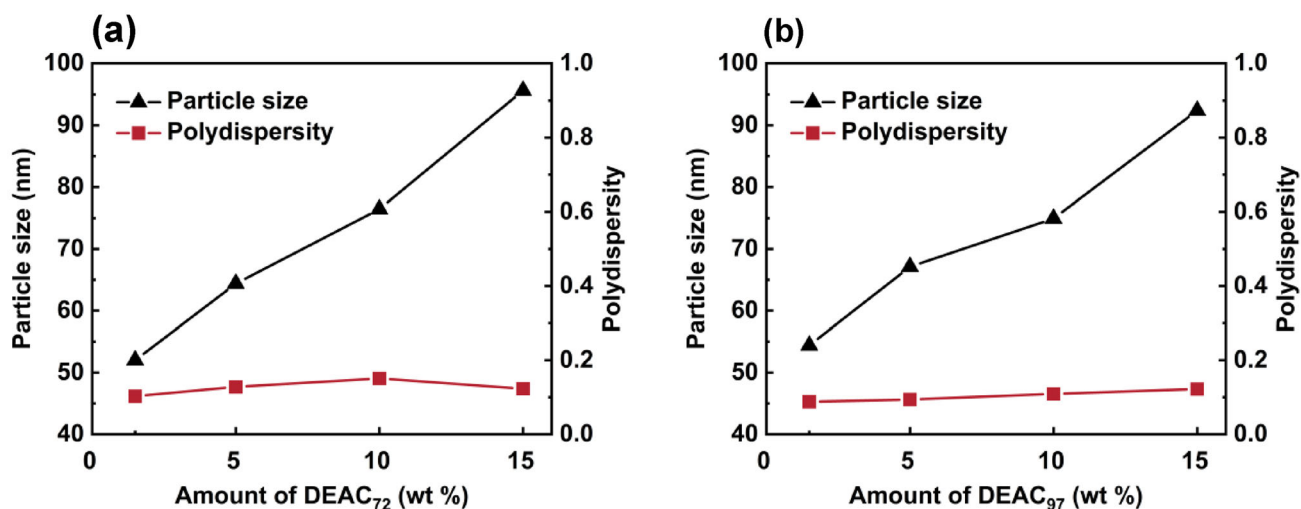 (a)
100
90
80
70
60
50
40
Particle size (nm)
Particle size
Polydispersity
1.0
0.8
0.6
0.4
0.2
0.0
Polydispersity
0 5 10 15
Amount of DEAC₇₂ (wt %)
(b)
100
90
80
70
60
50
40
Particle size (nm)
Particle size
Polydispersity
1.0
0.8
0.6
0.4
0.2
0.0
Polydispersity
0 5 10 15
Amount of DEAC₉₇ (wt %)